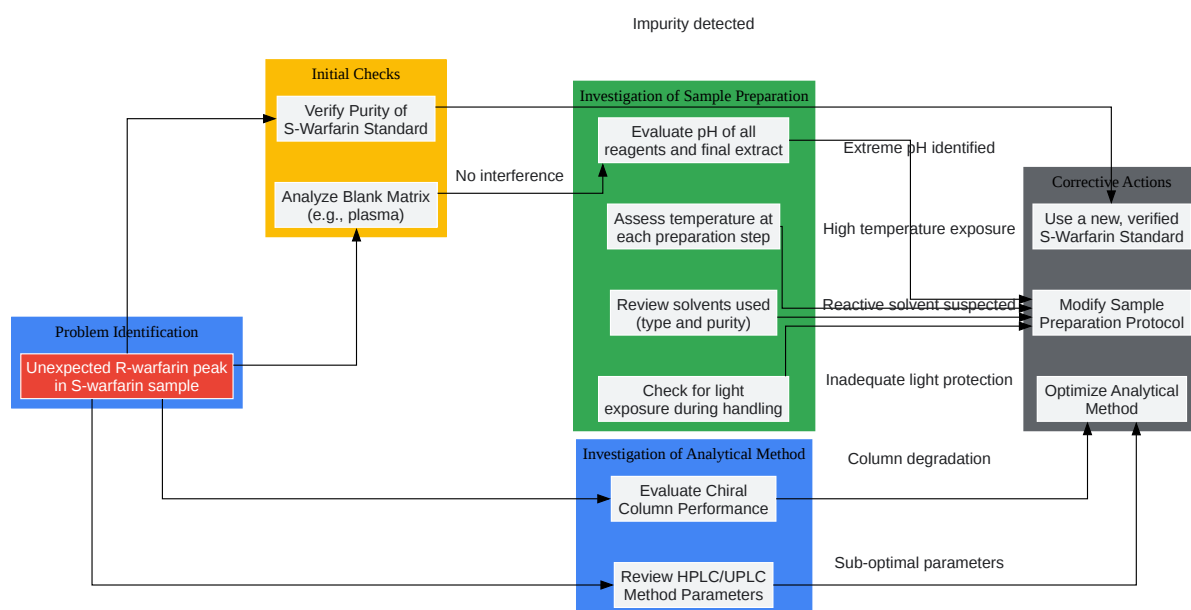 Impurity detected
Initial Checks
Verify Purity of
S-Warfarin Standard
Analyze Blank Matrix
(e.g., plasma)
No interference
Problem Identification
Unexpected R-warfarin peak
in S-warfarin sample
Investigation of Sample Preparation
Evaluate pH of all
reagents and final extract
Assess temperature at
each preparation step
Review solvents used
(type and purity)
Check for light
exposure during handling
Extreme pH identified
High temperature exposure
Reactive solvent suspected
Inadequate light protection
Corrective Actions
Use a new, verified
S-Warfarin Standard
Modify Sample
Preparation Protocol
Optimize Analytical
Method
Investigation of Analytical Method
Evaluate Chiral
Column Performance
Review HPLC/UPLC
Method Parameters
Column degradation
Sub-optimal parameters